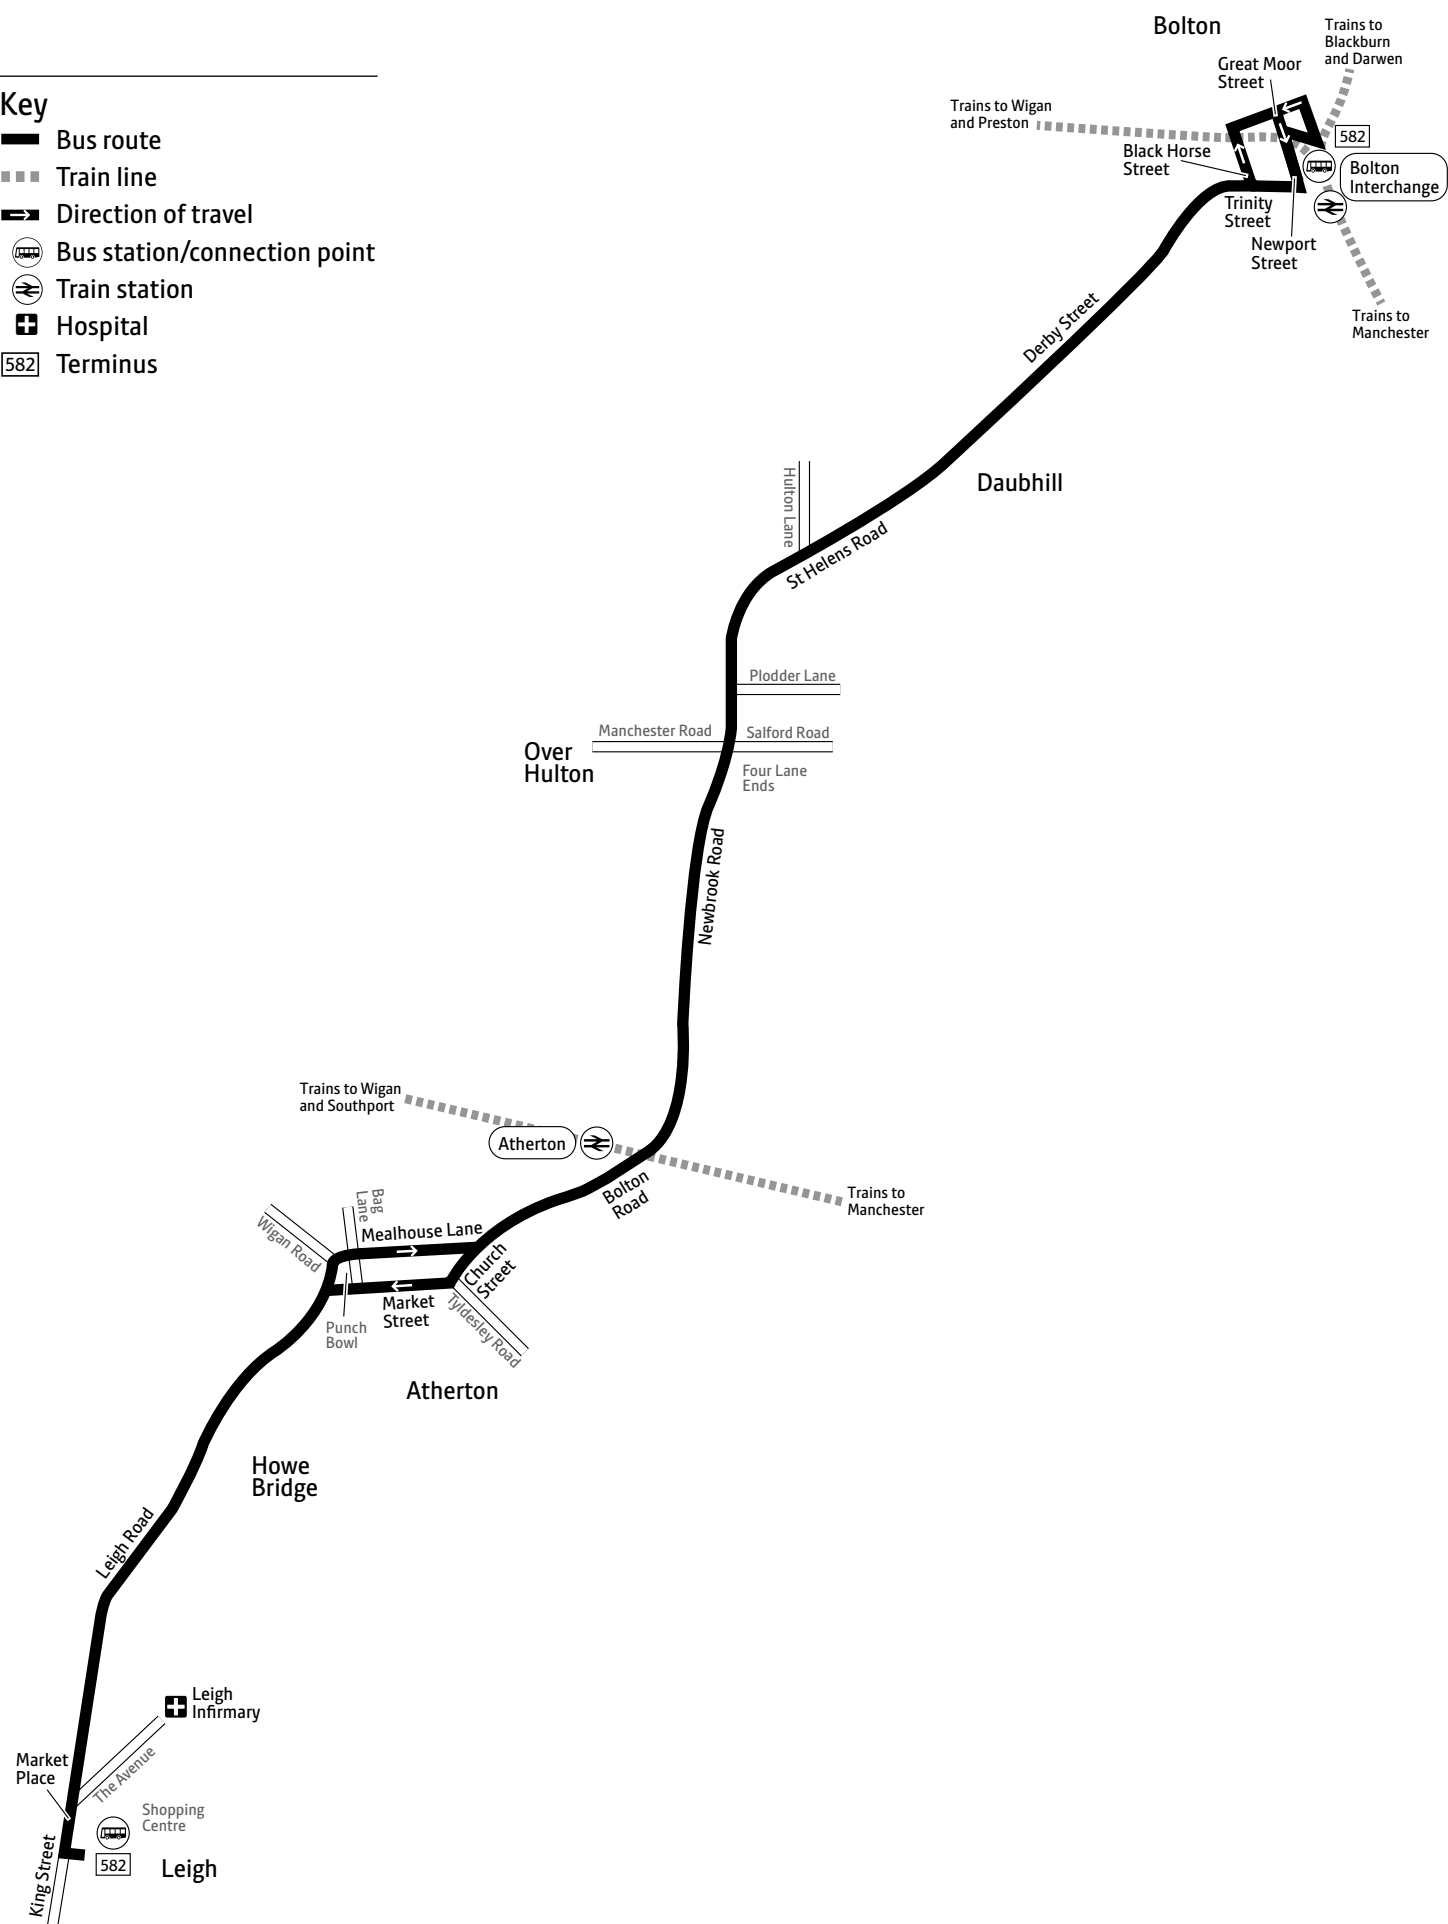 Bolton
Trains to
Blackburn
and Darwen
Great Moor
Street
Key
Bus route
Train line
Direction of travel
Bus station/connection point
Train station
Hospital
582
Terminus
Trains to Wigan
and Preston
582
Black Horse
Street
Bolton
Interchange
Trinity
Street
Newport
Street
Trains to
Manchester
Derby Street
Daubhill
Hulton Lane
St Helens Road
Plodder Lane
Manchester Road
Salford Road
Over
Hulton
Four Lane
Ends
Newbrook Road
Trains to Wigan
and Southport
Atherton
Bolton
Road
Trains to
Manchester
Bag
Lane
Wigan Road
Mealhouse Lane
Church
Street
Market
Street
Tyldesley Road
Punch
Bowl
Atherton
Howe
Bridge
Leigh Road
Leigh
Infirmary
Market
Place
The Avenue
Shopping
Centre
King Street
582
Leigh